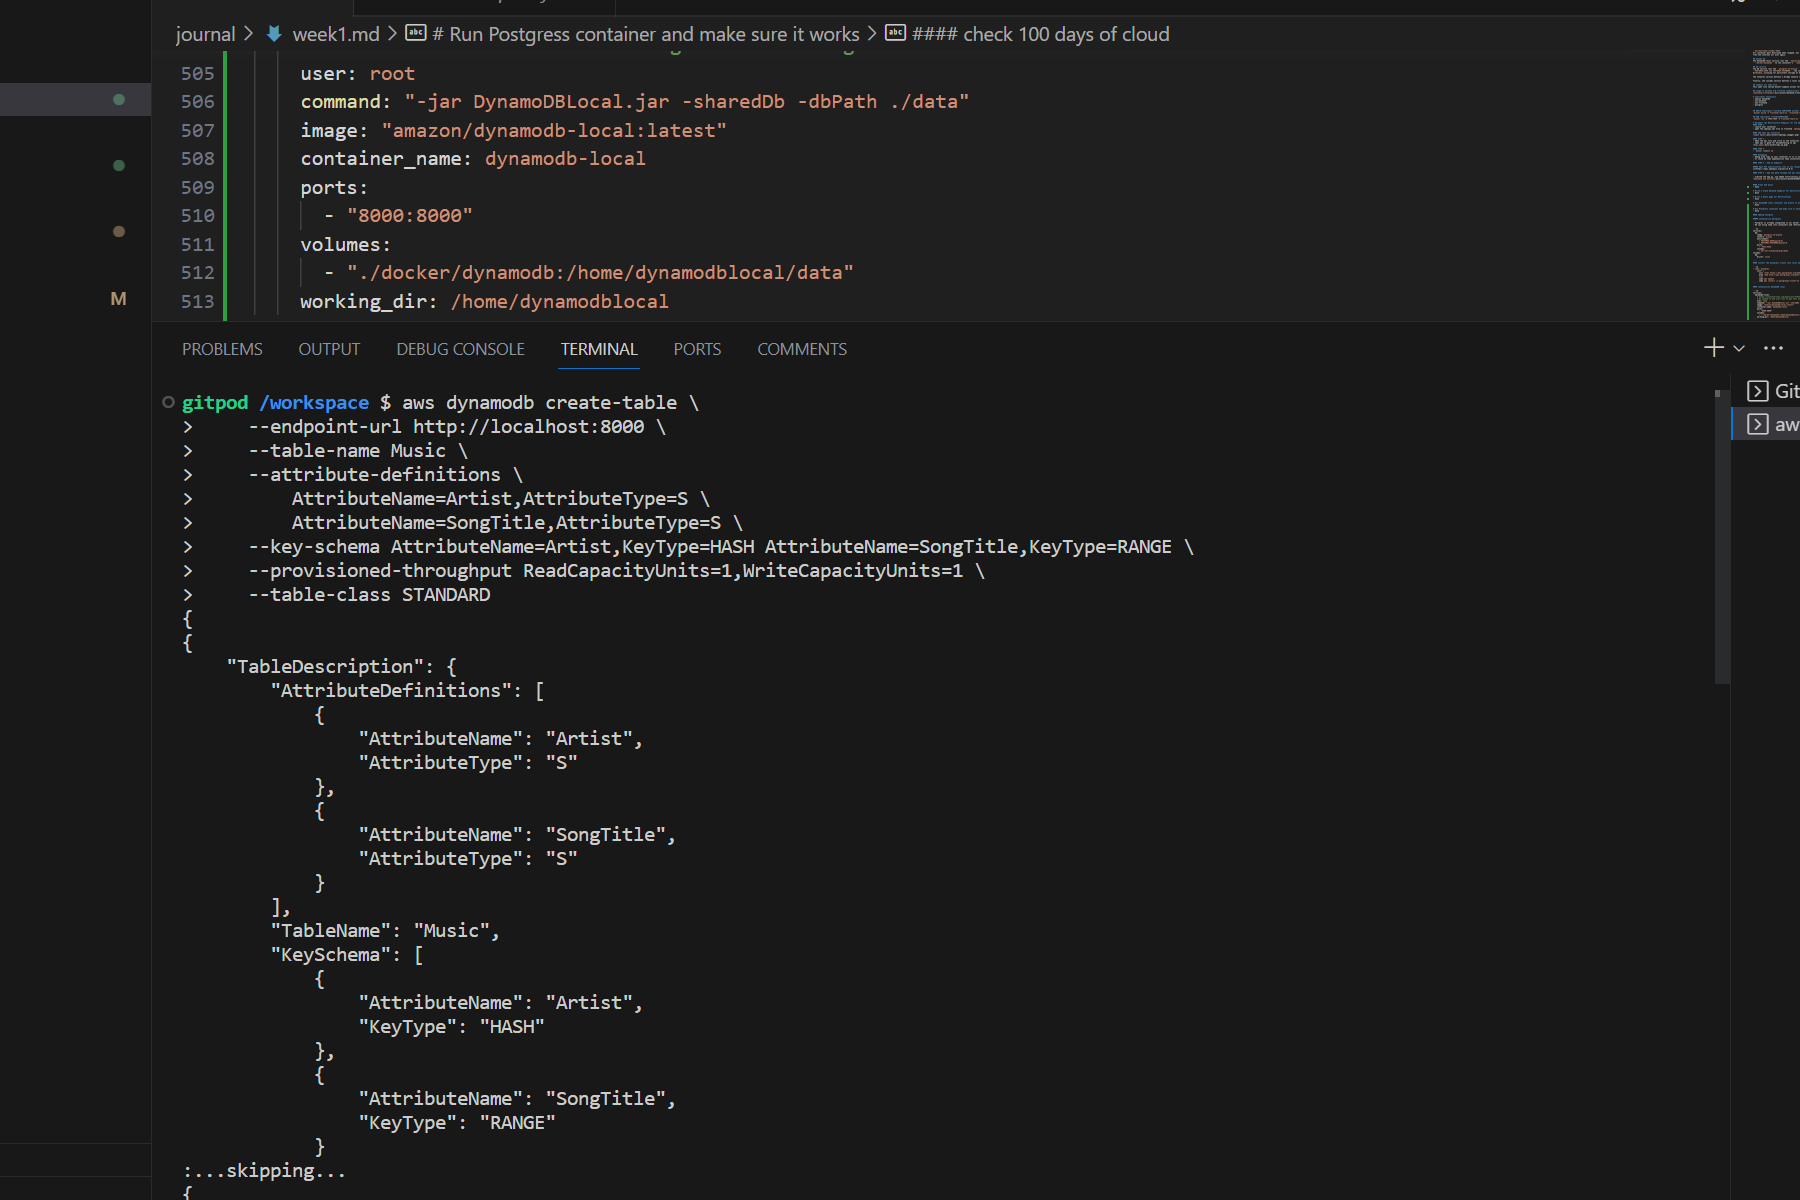 journal > week1.md > # Run Postgress container and make sure it works > #### check 100 days of cloud
505 user: root
506 command: "-jar DynamoDBLocal.jar -sharedDb -dbPath ./data"
507 image: "amazon/dynamodb-local:latest"
508 container_name: dynamodb-local
509 ports:
510 - "8000:8000"
511 volumes:
512 - "./docker/dynamodb:/home/dynamodblocal/data"
513 working_dir: /home/dynamodblocal
M
PROBLEMS OUTPUT DEBUG CONSOLE TERMINAL PORTS COMMENTS
Git
aw
gitpod /workspace $ aws dynamodb create-table \
>     --endpoint-url http://localhost:8000 \
>     --table-name Music \
>     --attribute-definitions \
>         AttributeName=Artist,AttributeType=S \
>         AttributeName=SongTitle,AttributeType=S \
>     --key-schema AttributeName=Artist,KeyType=HASH AttributeName=SongTitle,KeyType=RANGE \
>     --provisioned-throughput ReadCapacityUnits=1,WriteCapacityUnits=1 \
>     --table-class STANDARD
{
{
    "TableDescription": {
        "AttributeDefinitions": [
            {
                "AttributeName": "Artist",
                "AttributeType": "S"
            },
            {
                "AttributeName": "SongTitle",
                "AttributeType": "S"
            }
        ],
        "TableName": "Music",
        "KeySchema": [
            {
                "AttributeName": "Artist",
                "KeyType": "HASH"
            },
            {
                "AttributeName": "SongTitle",
                "KeyType": "RANGE"
            }
:...skipping...
{